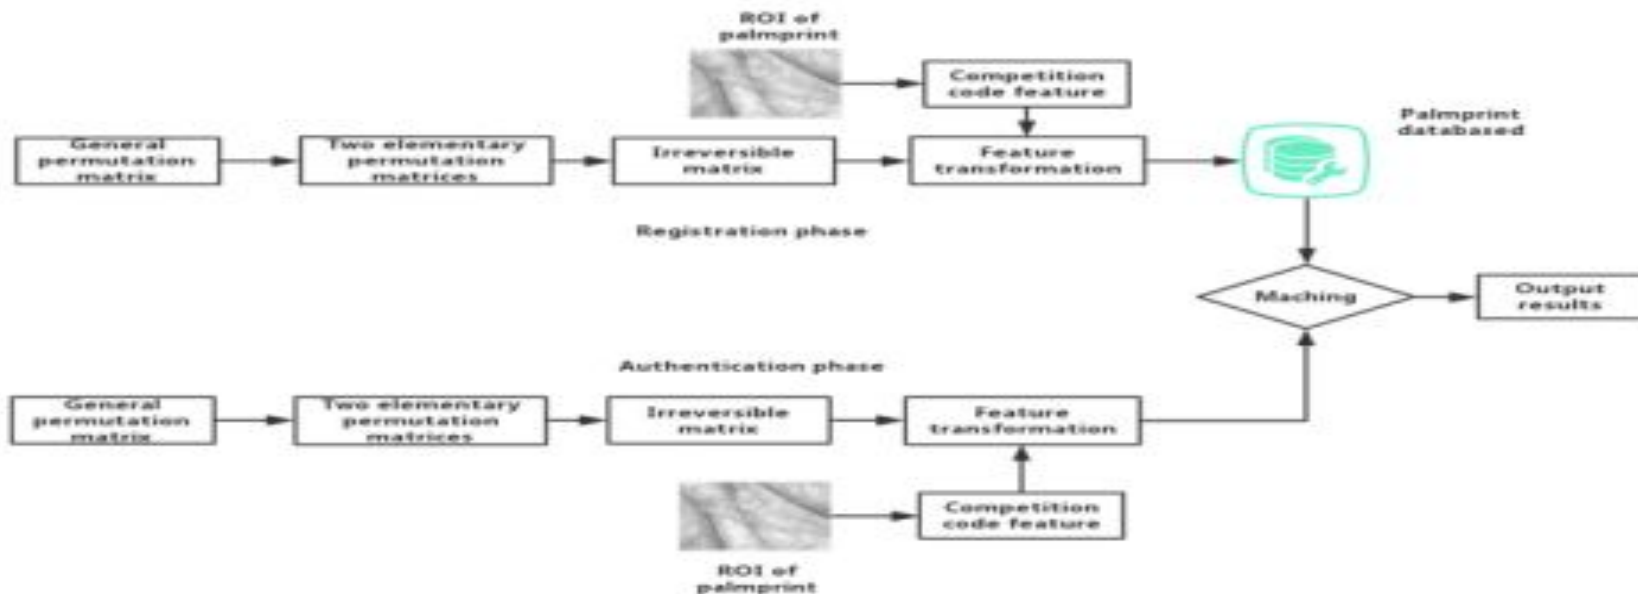 ROI of
palmprint
Competition
code feature
Palmprint
databased
General
permutation
matrix
Two elementary
permutation
matrices
Irreversible
matrix
Feature
transformation
Registration phase
Maching
Output
results
Authentication phase
General
permutation
matrix
Two elementary
permutation
matrices
Irreversible
matrix
Feature
transformation
Competition
code feature
ROI of
palmprint